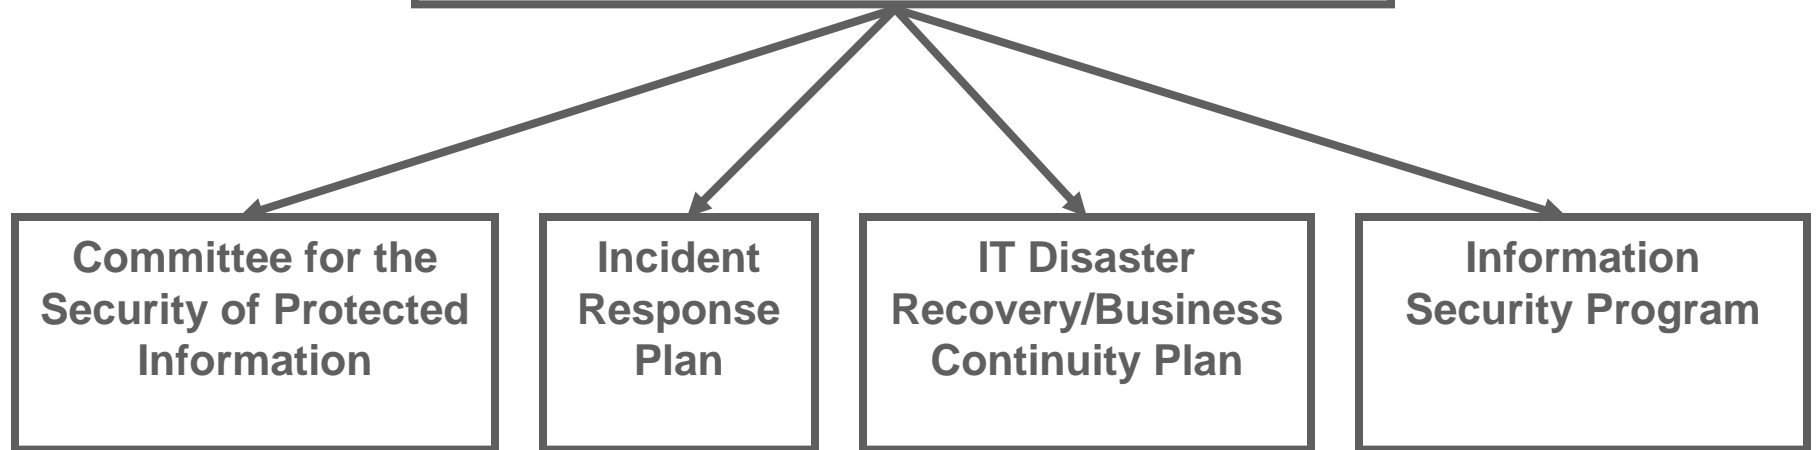 Committee for the
Security of Protected
Information
Incident
Response
Plan
IT Disaster
Recovery/Business
Continuity Plan
Information
Security Program